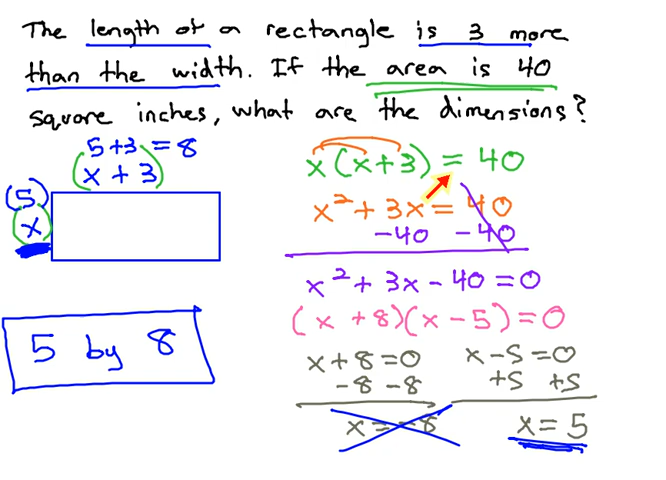 The length of a rectangle is 3 more
than the width. If the area is 40
square inches, what are the dimensions?
5+3 = 8
(x + 3)
(5)
x
5 by 8
x(x+3) = 40
x² + 3x = 40
-40 -40
x² + 3x - 40 = 0
(x + 8)(x - 5) = 0
x + 8 = 0 x - 5 = 0
-8 -8 +5 +5
x = -8 x = 5